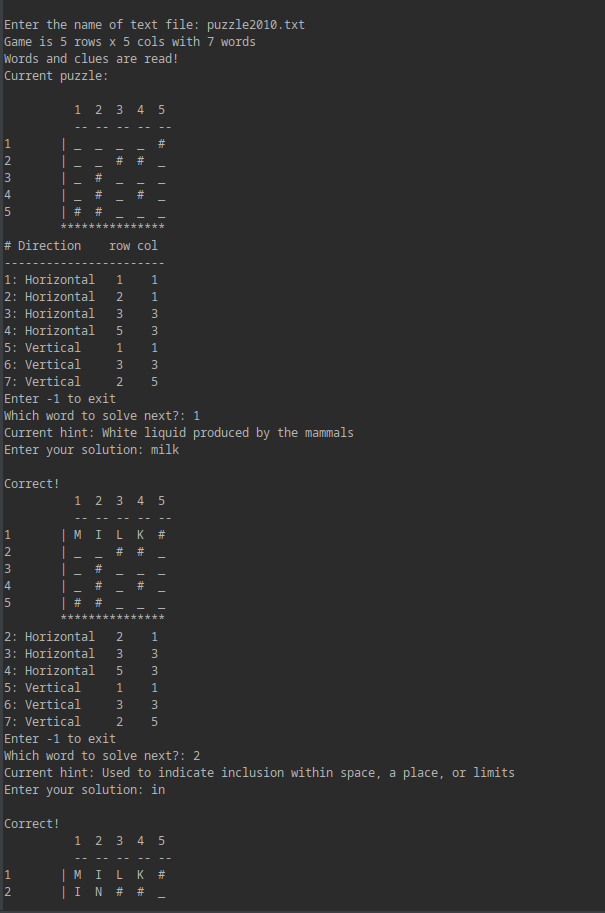 Enter the name of text file: puzzle2010.txt
Game is 5 rows x 5 cols with 7 words
Words and clues are read!
Current puzzle:
          1  2  3  4  5
          -- -- -- -- --
1       | _  _  _  _  #
2       | _  _  #  #  _
3       | _  #  _  _  _
4       | _  #  _  #  _
5       | #  #  _  _  _
        ***************
# Direction    row col
-----------------------
1: Horizontal   1    1
2: Horizontal   2    1
3: Horizontal   3    3
4: Horizontal   5    3
5: Vertical     1    1
6: Vertical     3    3
7: Vertical     2    5
Enter -1 to exit
Which word to solve next?: 1
Current hint: White liquid produced by the mammals
Enter your solution: milk
Correct!
          1  2  3  4  5
          -- -- -- -- --
1       | M  I  L  K  #
2       | _  _  #  #  _
3       | _  #  _  _  _
4       | _  #  _  #  _
5       | #  #  _  _  _
        ***************
2: Horizontal   2    1
3: Horizontal   3    3
4: Horizontal   5    3
5: Vertical     1    1
6: Vertical     3    3
7: Vertical     2    5
Enter -1 to exit
Which word to solve next?: 2
Current hint: Used to indicate inclusion within space, a place, or limits
Enter your solution: in
Correct!
          1  2  3  4  5
          -- -- -- -- --
1       | M  I  L  K  #
2       | I  N  #  #  _